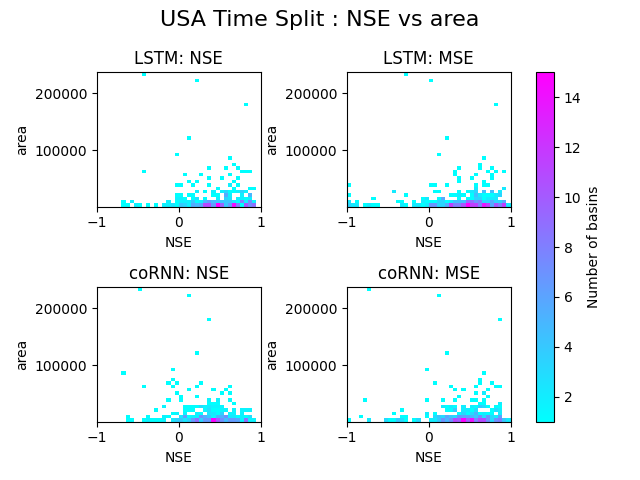 USA Time Split : NSE vs area
LSTM: NSE
LSTM: MSE
200000
100000
area
−1
0
1
NSE
200000
100000
area
−1
0
1
NSE
coRNN: NSE
coRNN: MSE
200000
100000
area
−1
0
1
NSE
200000
100000
area
−1
0
1
NSE
14
12
10
8
6
4
2
Number of basins